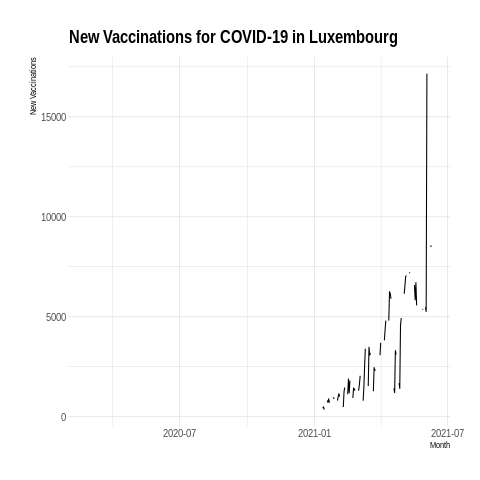 New Vaccinations for COVID-19 in Luxembourg
New Vaccinations
15000
10000
5000
0
2020-07
2021-01
2021-07
Month